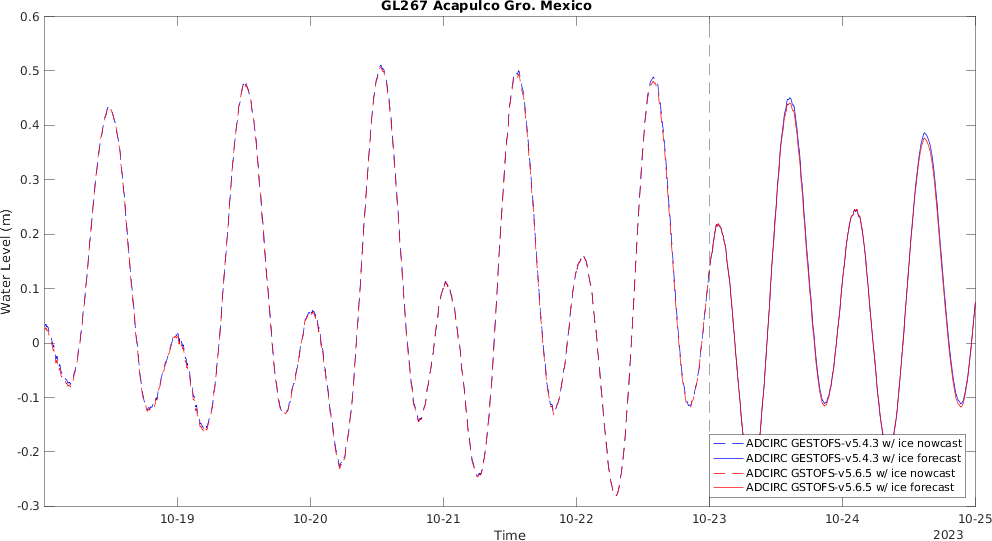 GL267 Acapulco Gro. Mexico
0.6
0.5
0.4
0.3
0.2
0.1
0
-0.1
-0.2
-0.3
Water Level (m)
ADCIRC GESTOFS-v5.4.3 w/ ice nowcast
ADCIRC GESTOFS-v5.4.3 w/ ice forecast
ADCIRC GSTOFS-v5.6.5 w/ ice nowcast
ADCIRC GSTOFS-v5.6.5 w/ ice forecast
10-19 10-20 10-21 10-22 10-23 10-24 10-25
Time
2023